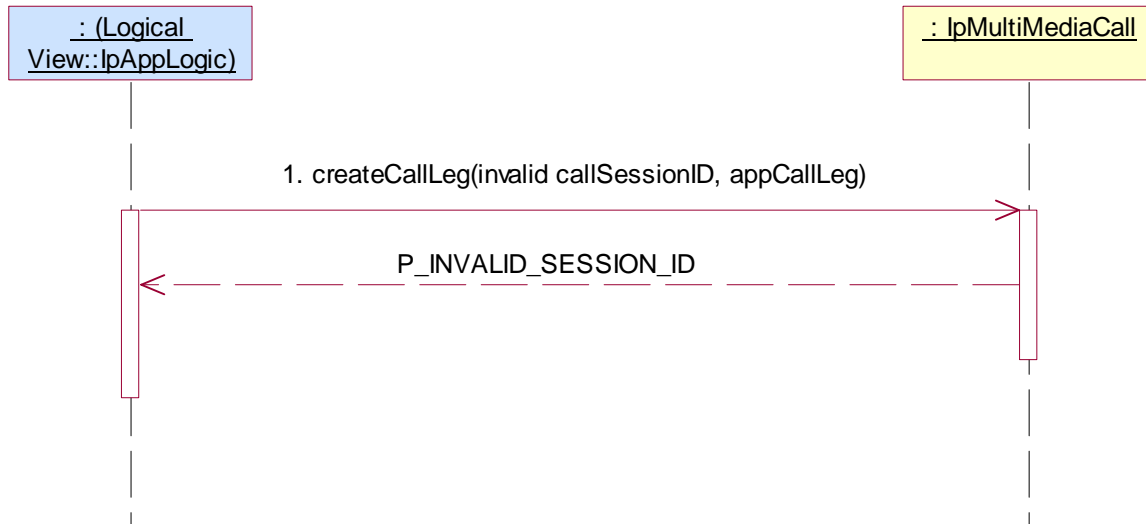 : (Logical
View::IpAppLogic)
: IpMultiMediaCall
1. createCallLeg(invalid callSessionID, appCallLeg)
P_INVALID_SESSION_ID